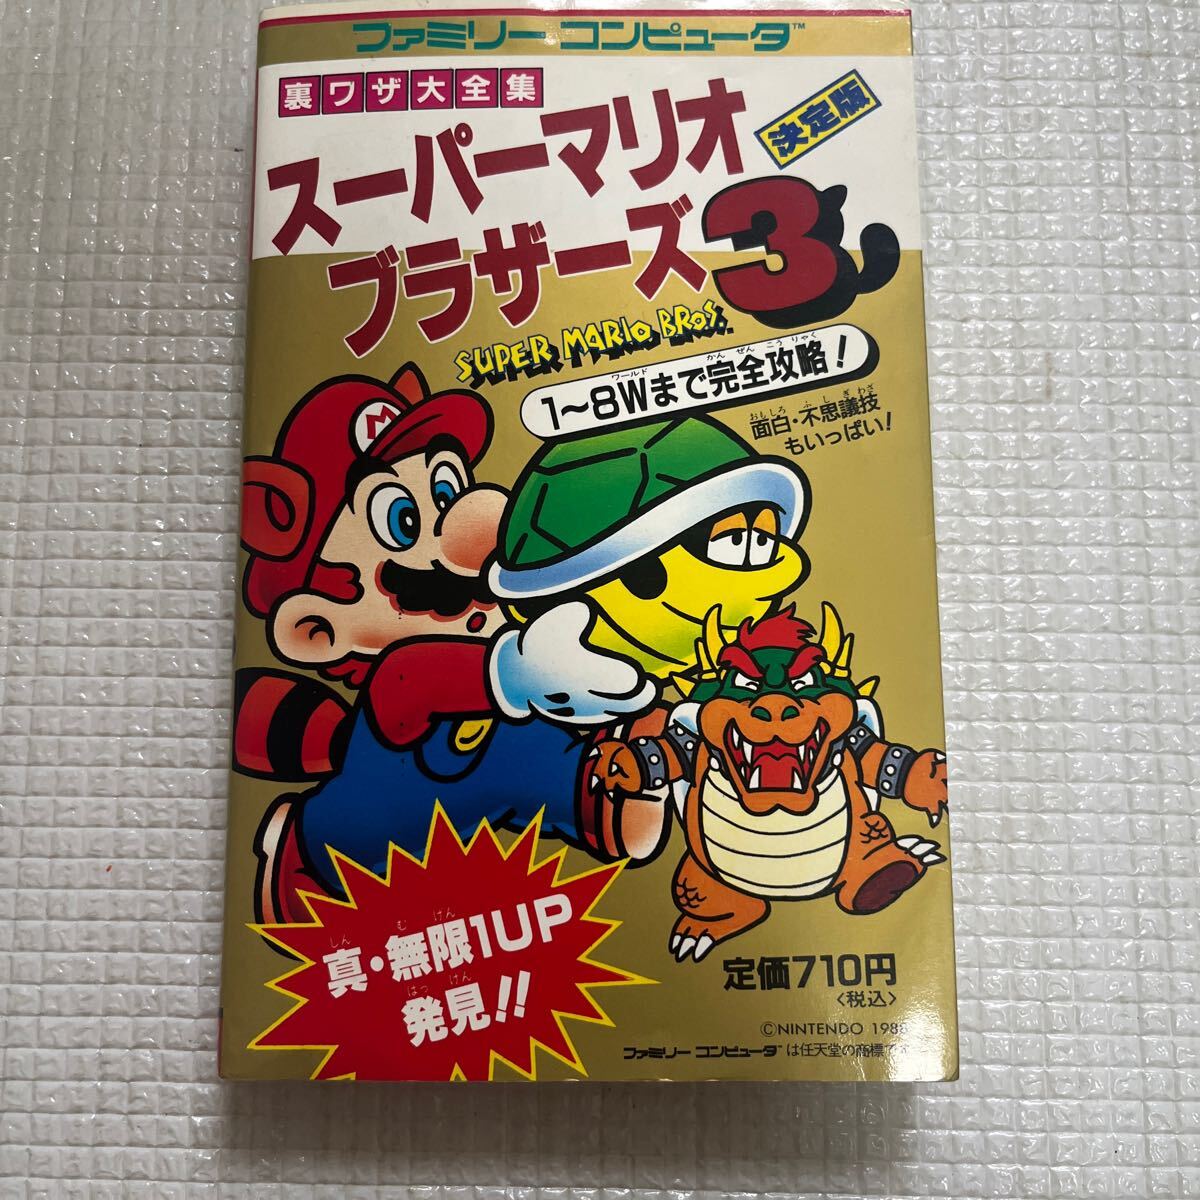 ファミリー コンピュータ™
裏ワザ大全集
決定版
スーパーマリオ
ブラザーズ3
SUPER MARIO BROS.
1〜8Wまで完全攻略!
ワールド かんぜんこうりゃく
おもしろ ふしぎわざ
面白・不思議技
もいっぱい!
M
しん むげん
真・無限1UP
はっけん
発見!!
定価710円
〈税込〉
©NINTENDO 198
ファミリー コンピュータ™は任天堂の商標で